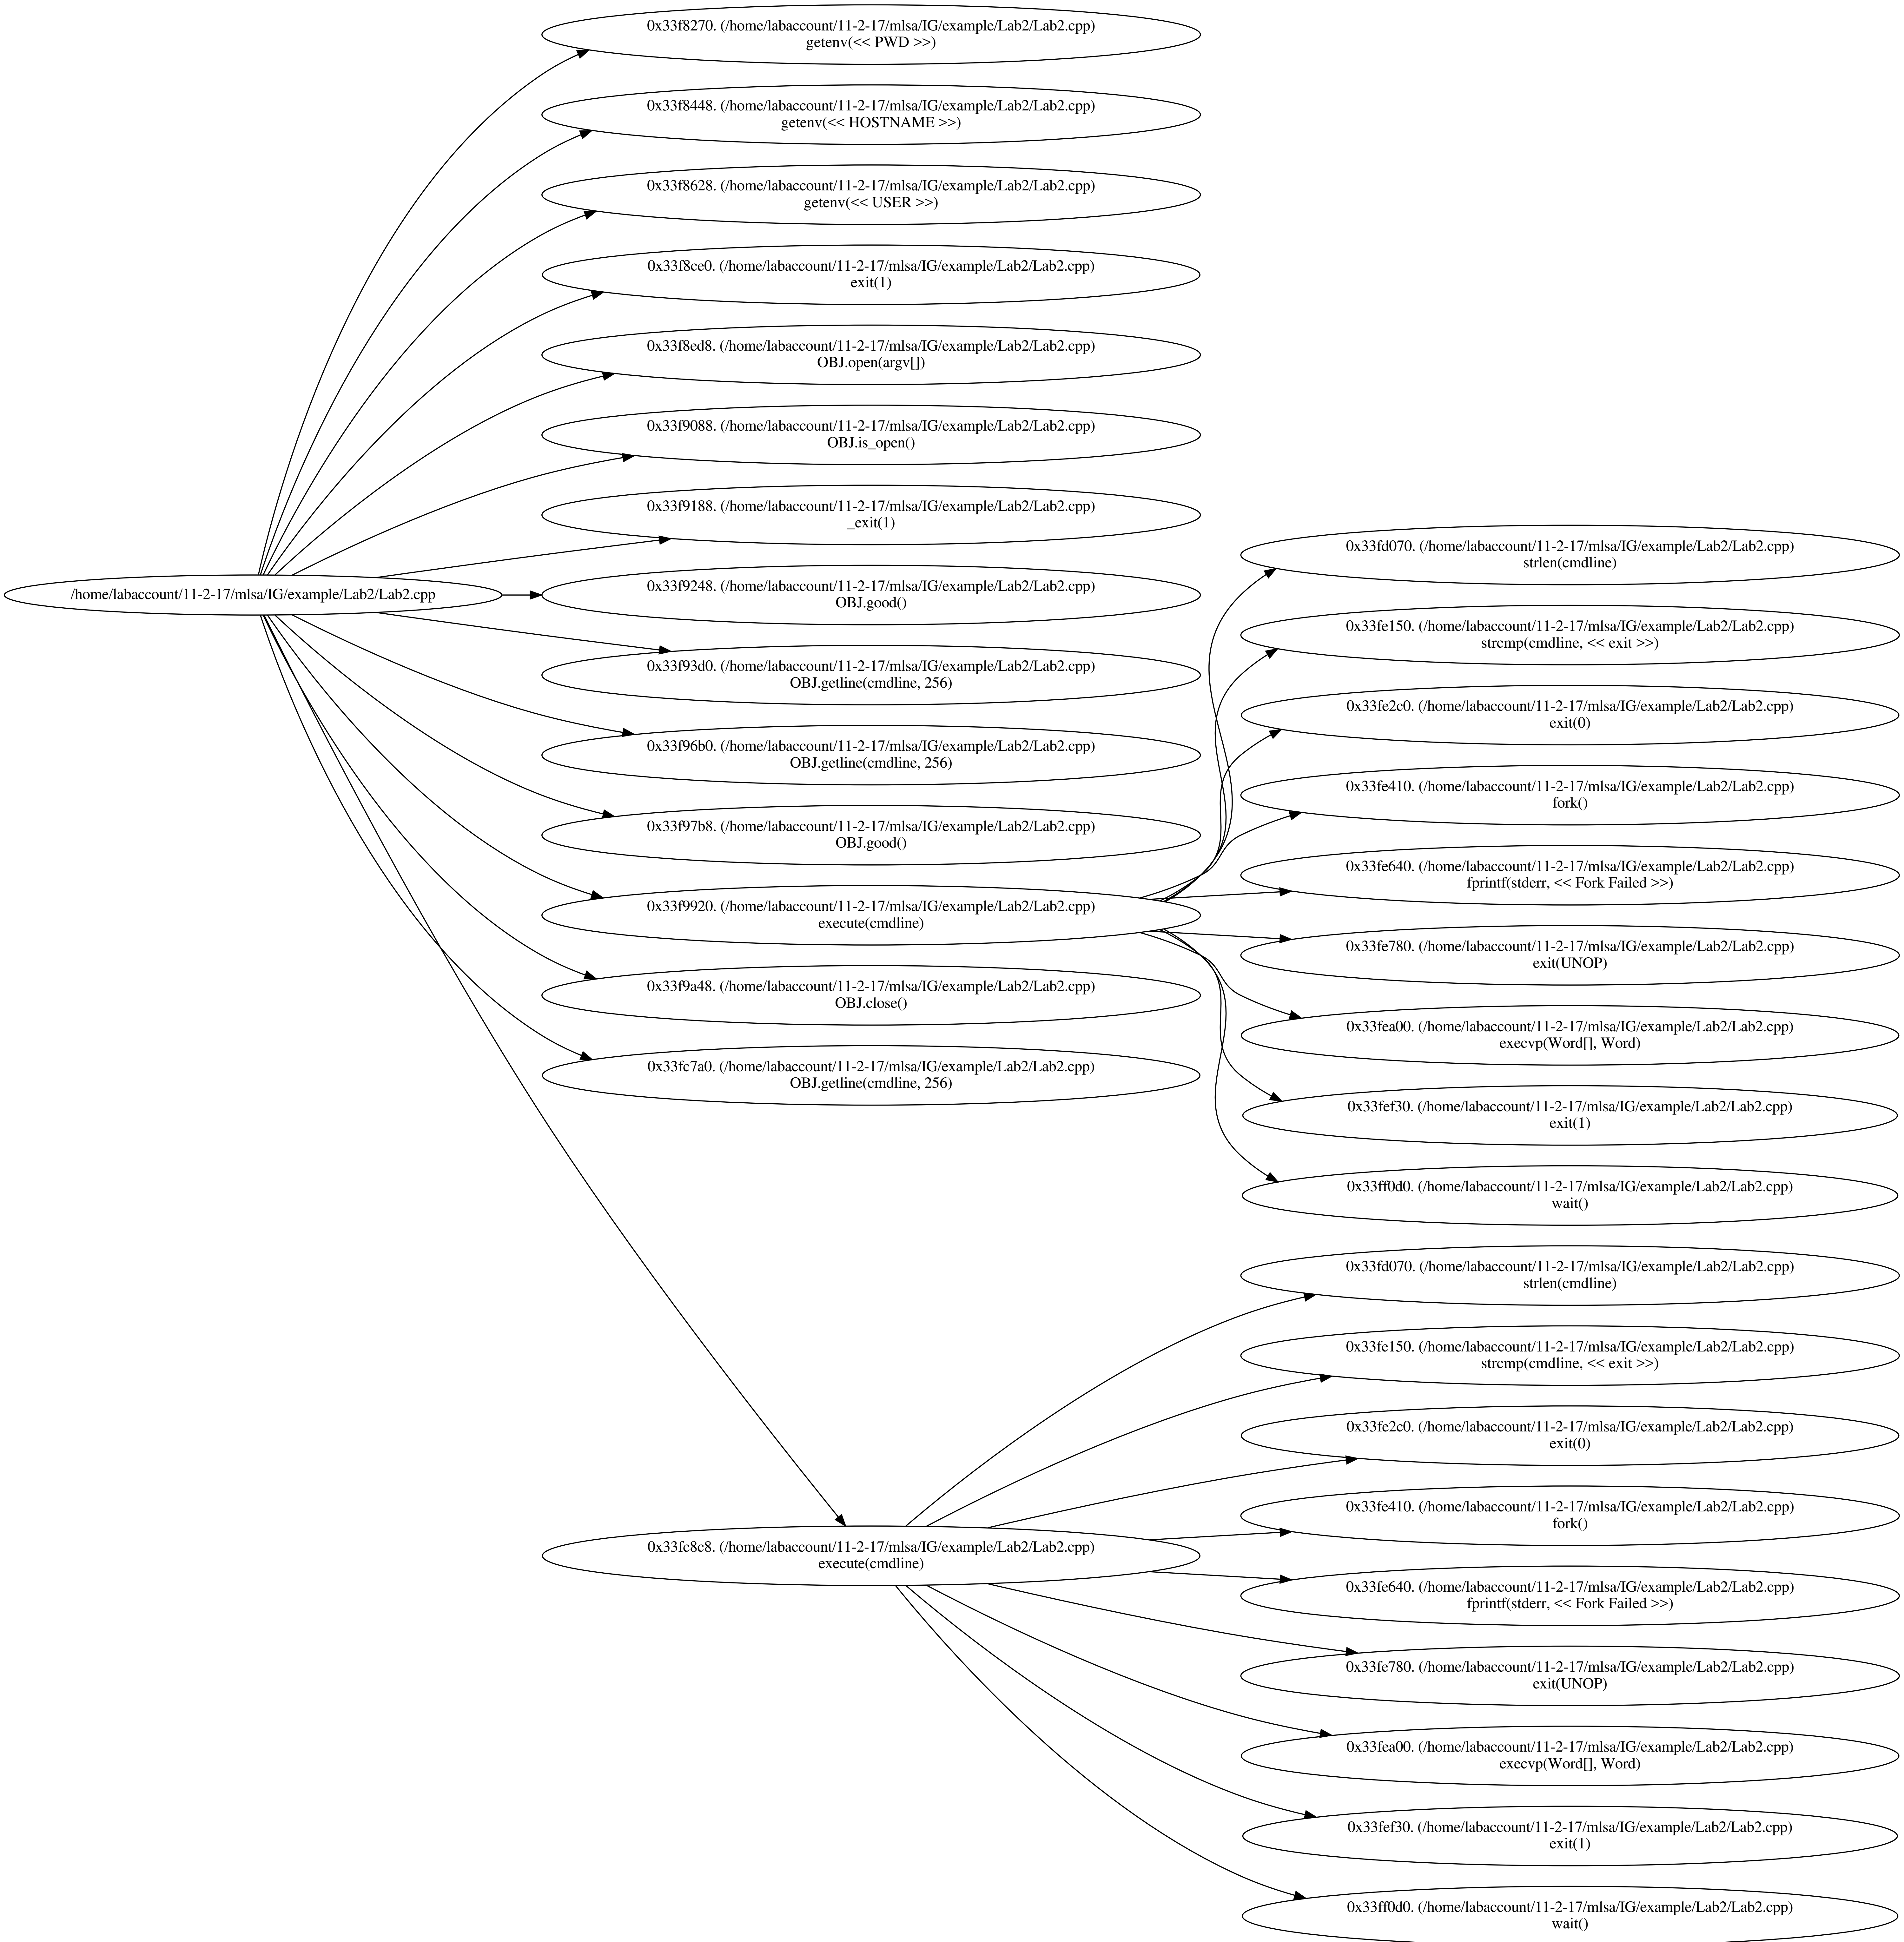 0x33f8270. (/home/labaccount/11-2-17/mlsa/IG/example/Lab2/Lab2.cpp)
getenv(<< PWD >>)
0x33f8448. (/home/labaccount/11-2-17/mlsa/IG/example/Lab2/Lab2.cpp)
getenv(<< HOSTNAME >>)
0x33f8628. (/home/labaccount/11-2-17/mlsa/IG/example/Lab2/Lab2.cpp)
getenv(<< USER >>)
0x33f8ce0. (/home/labaccount/11-2-17/mlsa/IG/example/Lab2/Lab2.cpp)
exit(1)
0x33f8ed8. (/home/labaccount/11-2-17/mlsa/IG/example/Lab2/Lab2.cpp)
OBJ.open(argv[])
0x33f9088. (/home/labaccount/11-2-17/mlsa/IG/example/Lab2/Lab2.cpp)
OBJ.is_open()
0x33f9188. (/home/labaccount/11-2-17/mlsa/IG/example/Lab2/Lab2.cpp)
_exit(1)
/home/labaccount/11-2-17/mlsa/IG/example/Lab2/Lab2.cpp
0x33f9248. (/home/labaccount/11-2-17/mlsa/IG/example/Lab2/Lab2.cpp)
OBJ.good()
0x33f93d0. (/home/labaccount/11-2-17/mlsa/IG/example/Lab2/Lab2.cpp)
OBJ.getline(cmdline, 256)
0x33f96b0. (/home/labaccount/11-2-17/mlsa/IG/example/Lab2/Lab2.cpp)
OBJ.getline(cmdline, 256)
0x33f97b8. (/home/labaccount/11-2-17/mlsa/IG/example/Lab2/Lab2.cpp)
OBJ.good()
0x33f9920. (/home/labaccount/11-2-17/mlsa/IG/example/Lab2/Lab2.cpp)
execute(cmdline)
0x33f9a48. (/home/labaccount/11-2-17/mlsa/IG/example/Lab2/Lab2.cpp)
OBJ.close()
0x33fc7a0. (/home/labaccount/11-2-17/mlsa/IG/example/Lab2/Lab2.cpp)
OBJ.getline(cmdline, 256)
0x33fd070. (/home/labaccount/11-2-17/mlsa/IG/example/Lab2/Lab2.cpp)
strlen(cmdline)
0x33fe150. (/home/labaccount/11-2-17/mlsa/IG/example/Lab2/Lab2.cpp)
strcmp(cmdline, << exit >>)
0x33fe2c0. (/home/labaccount/11-2-17/mlsa/IG/example/Lab2/Lab2.cpp)
exit(0)
0x33fe410. (/home/labaccount/11-2-17/mlsa/IG/example/Lab2/Lab2.cpp)
fork()
0x33fe640. (/home/labaccount/11-2-17/mlsa/IG/example/Lab2/Lab2.cpp)
fprintf(stderr, << Fork Failed >>)
0x33fe780. (/home/labaccount/11-2-17/mlsa/IG/example/Lab2/Lab2.cpp)
exit(UNOP)
0x33fea00. (/home/labaccount/11-2-17/mlsa/IG/example/Lab2/Lab2.cpp)
execvp(Word[], Word)
0x33fef30. (/home/labaccount/11-2-17/mlsa/IG/example/Lab2/Lab2.cpp)
exit(1)
0x33ff0d0. (/home/labaccount/11-2-17/mlsa/IG/example/Lab2/Lab2.cpp)
wait()
0x33fc8c8. (/home/labaccount/11-2-17/mlsa/IG/example/Lab2/Lab2.cpp)
execute(cmdline)
0x33fd070. (/home/labaccount/11-2-17/mlsa/IG/example/Lab2/Lab2.cpp)
strlen(cmdline)
0x33fe150. (/home/labaccount/11-2-17/mlsa/IG/example/Lab2/Lab2.cpp)
strcmp(cmdline, << exit >>)
0x33fe2c0. (/home/labaccount/11-2-17/mlsa/IG/example/Lab2/Lab2.cpp)
exit(0)
0x33fe410. (/home/labaccount/11-2-17/mlsa/IG/example/Lab2/Lab2.cpp)
fork()
0x33fe640. (/home/labaccount/11-2-17/mlsa/IG/example/Lab2/Lab2.cpp)
fprintf(stderr, << Fork Failed >>)
0x33fe780. (/home/labaccount/11-2-17/mlsa/IG/example/Lab2/Lab2.cpp)
exit(UNOP)
0x33fea00. (/home/labaccount/11-2-17/mlsa/IG/example/Lab2/Lab2.cpp)
execvp(Word[], Word)
0x33fef30. (/home/labaccount/11-2-17/mlsa/IG/example/Lab2/Lab2.cpp)
exit(1)
0x33ff0d0. (/home/labaccount/11-2-17/mlsa/IG/example/Lab2/Lab2.cpp)
wait()